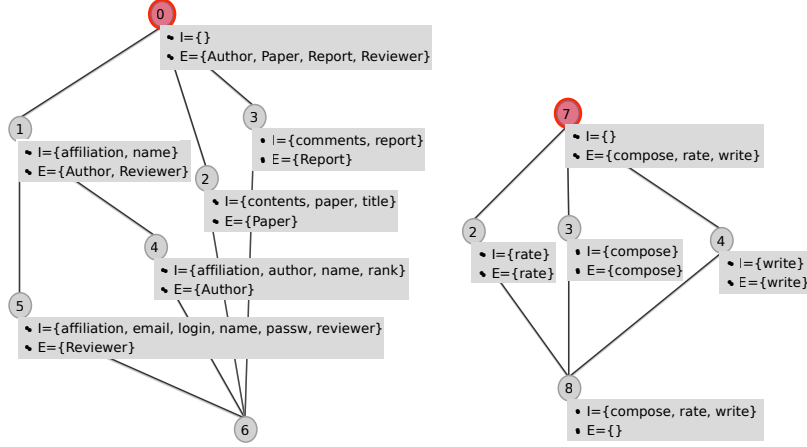 0
I={}
E={Author, Paper, Report, Reviewer}
1
I={affiliation, name}
E={Author, Reviewer}
3
I={comments, report}
E={Report}
2
I={contents, paper, title}
E={Paper}
4
I={affiliation, author, name, rank}
E={Author}
5
I={affiliation, email, login, name, passw, reviewer}
E={Reviewer}
6
7
I={}
E={compose, rate, write}
2
I={rate}
E={rate}
3
I={compose}
E={compose}
4
I={write}
E={write}
8
I={compose, rate, write}
E={}